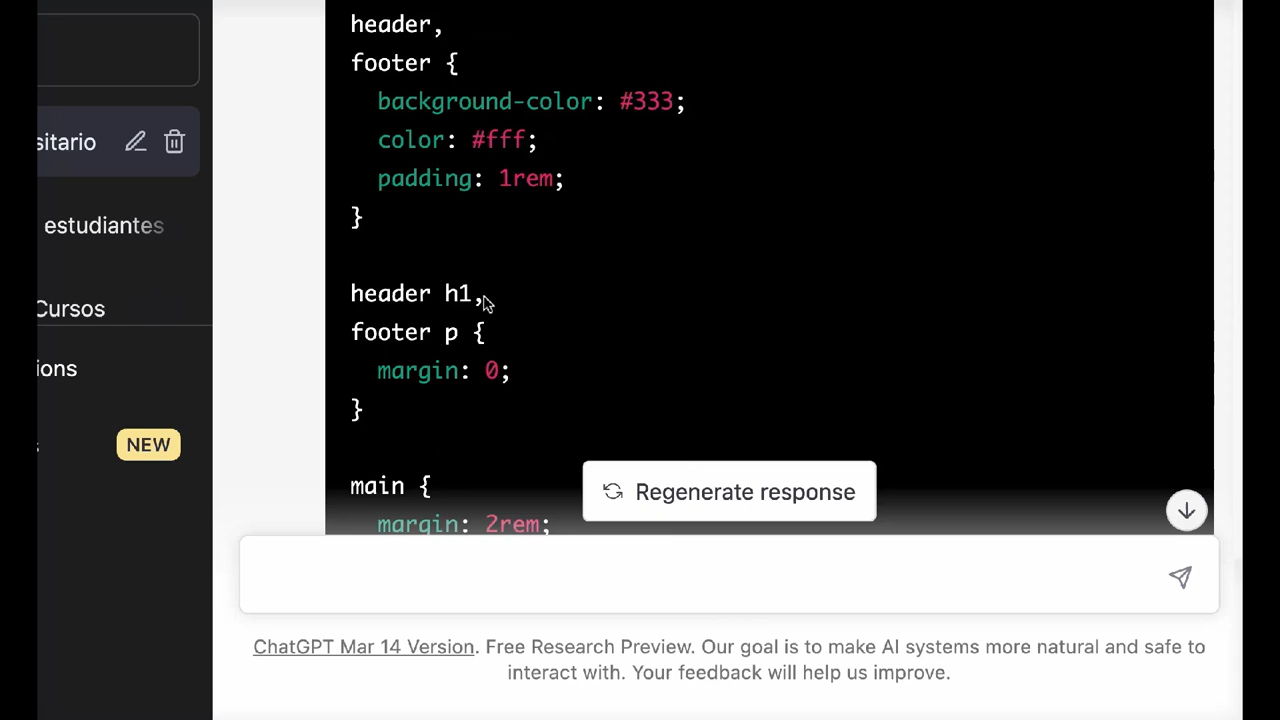 sitario
estudiantes
Cursos
ions
NEW
header,
footer {
background-color: #333;
color: #fff;
padding: 1rem;
}
header h1,
footer p {
margin: 0;
}
main {
margin: 2rem;
Regenerate response
ChatGPT Mar 14 Version. Free Research Preview. Our goal is to make AI systems more natural and safe to
interact with. Your feedback will help us improve.